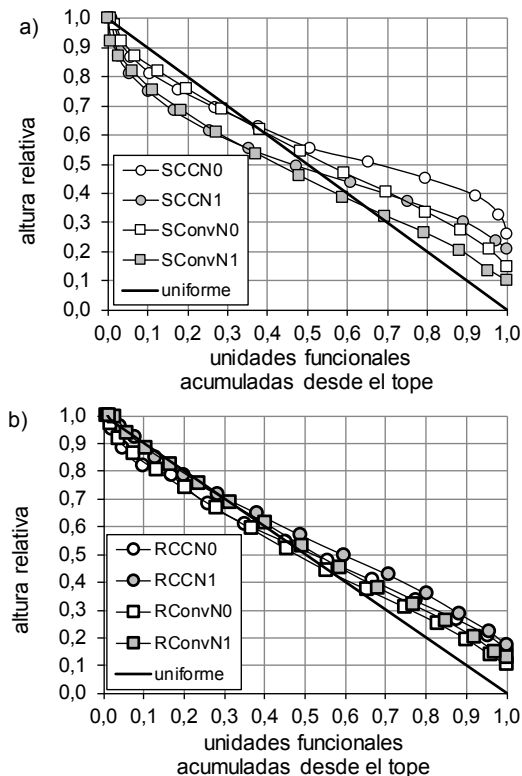 a)
altura relativa
1,0
0,9
0,8
0,7
0,6
0,5
0,4
0,3
0,2
0,1
0,0
SCCN0
SCCN1
SConvN0
SConvN1
uniforme
0,0 0,1 0,2 0,3 0,4 0,5 0,6 0,7 0,8 0,9 1,0
unidades funcionales
acumuladas desde el tope
b)
altura relativa
1,0
0,9
0,8
0,7
0,6
0,5
0,4
0,3
0,2
0,1
0,0
RCCN0
RCCN1
RConvN0
RConvN1
uniforme
0,0 0,1 0,2 0,3 0,4 0,5 0,6 0,7 0,8 0,9 1,0
unidades funcionales
acumuladas desde el tope